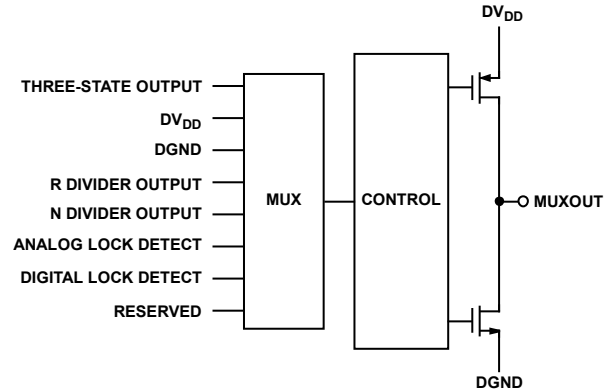 DVDD
THREE-STATE OUTPUT
DVDD
DGND
R DIVIDER OUTPUT
N DIVIDER OUTPUT
ANALOG LOCK DETECT
DIGITAL LOCK DETECT
RESERVED
MUX
CONTROL
MUXOUT
DGND